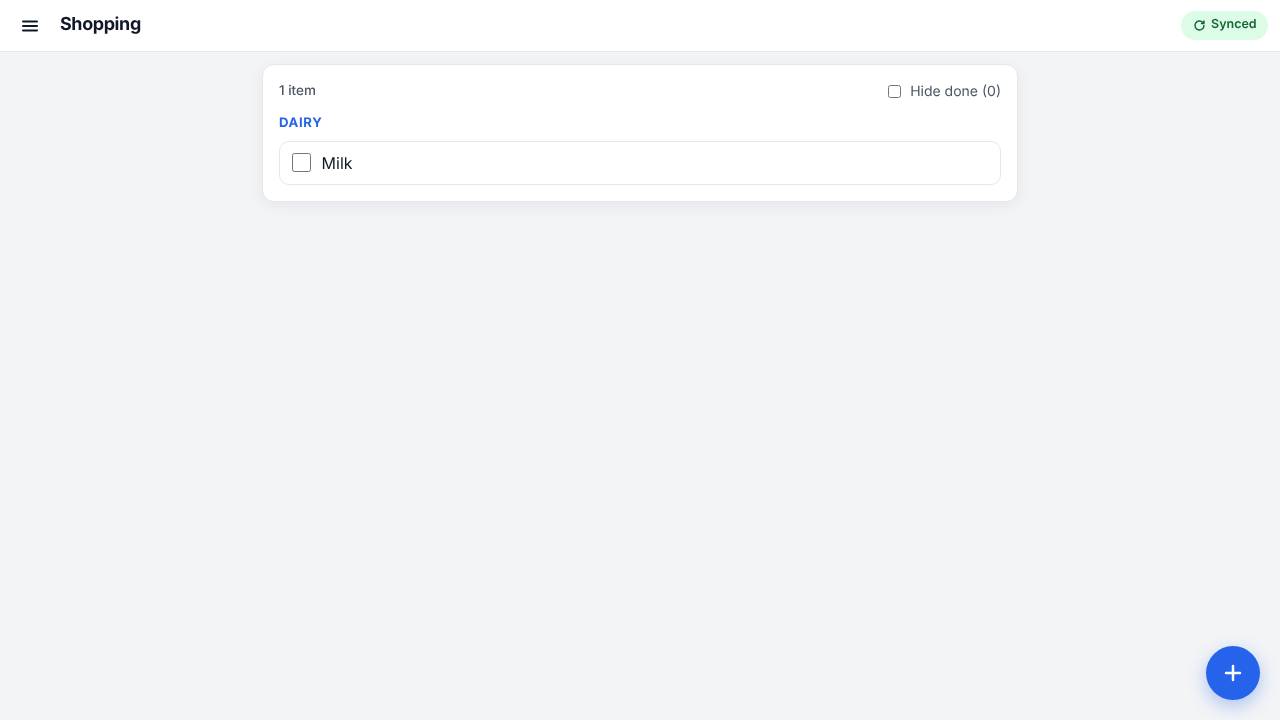 Shopping
Synced
1 item
Hide done (0)
DAIRY
Milk